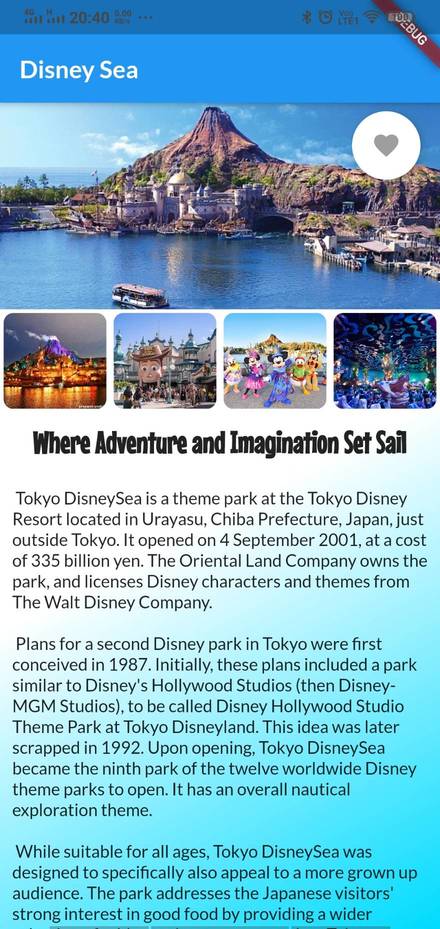 4G H 20:40 0.00 KB/s ... Vo) LTE1
DEBUG
Disney Sea
Where Adventure and Imagination Set Sail
Tokyo DisneySea is a theme park at the Tokyo Disney
Resort located in Urayasu, Chiba Prefecture, Japan, just
outside Tokyo. It opened on 4 September 2001, at a cost
of 335 billion yen. The Oriental Land Company owns the
park, and licenses Disney characters and themes from
The Walt Disney Company.
Plans for a second Disney park in Tokyo were first
conceived in 1987. Initially, these plans included a park
similar to Disney's Hollywood Studios (then Disney-
MGM Studios), to be called Disney Hollywood Studio
Theme Park at Tokyo Disneyland. This idea was later
scrapped in 1992. Upon opening, Tokyo DisneySea
became the ninth park of the twelve worldwide Disney
theme parks to open. It has an overall nautical
exploration theme.
While suitable for all ages, Tokyo DisneySea was
designed to specifically also appeal to a more grown up
audience. The park addresses the Japanese visitors'
strong interest in good food by providing a wider